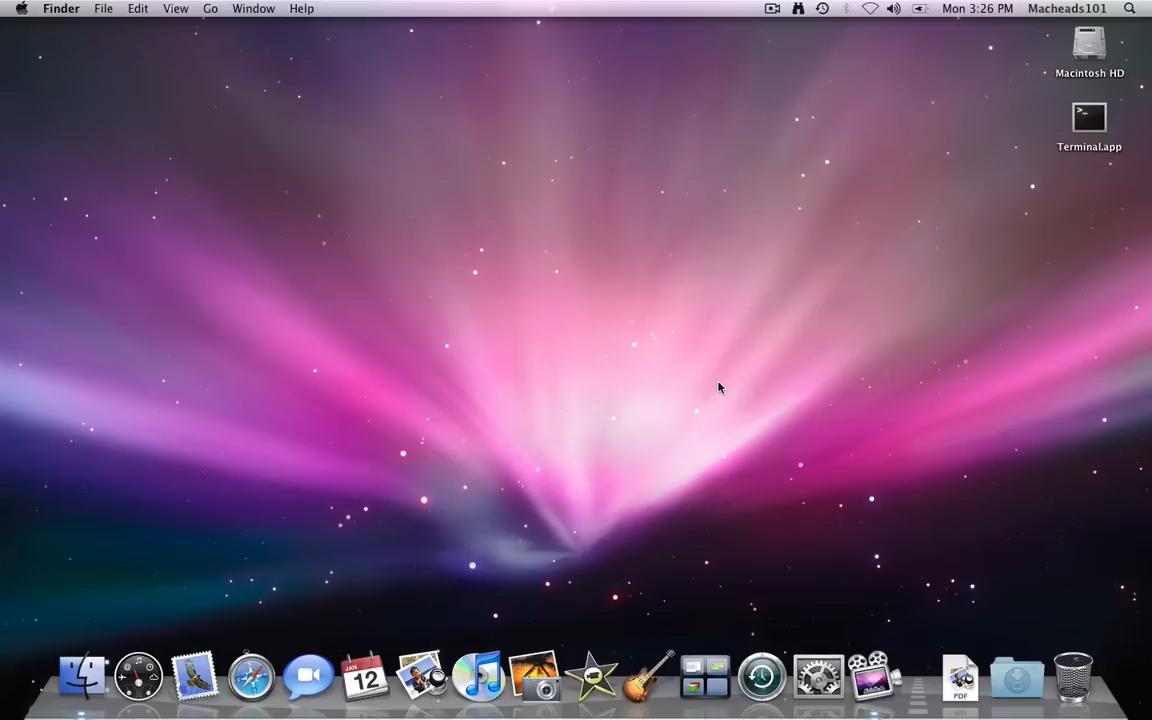 Finder File Edit View Go Window Help Mon 3:26 PM Macheads101
Macintosh HD
>_
Terminal.app
JAN
12
PDF